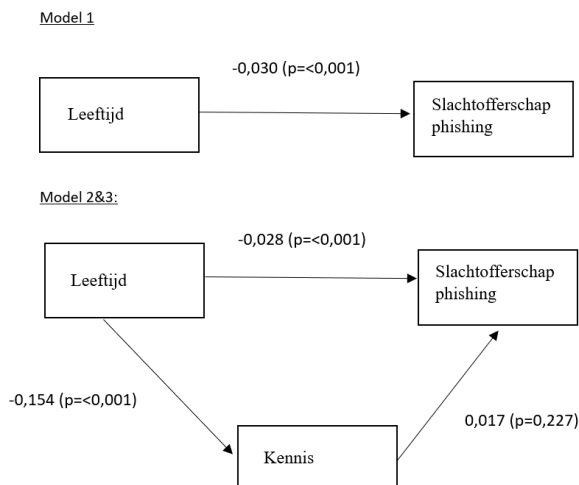 Model 1
-0,030 (p=<0,001)
Leeftijd
Slachtofferschap
phishing
Model 2&3:
-0,028 (p=<0,001)
Leeftijd
Slachtofferschap
phishing
-0,154 (p=<0,001)
0,017 (p=0,227)
Kennis